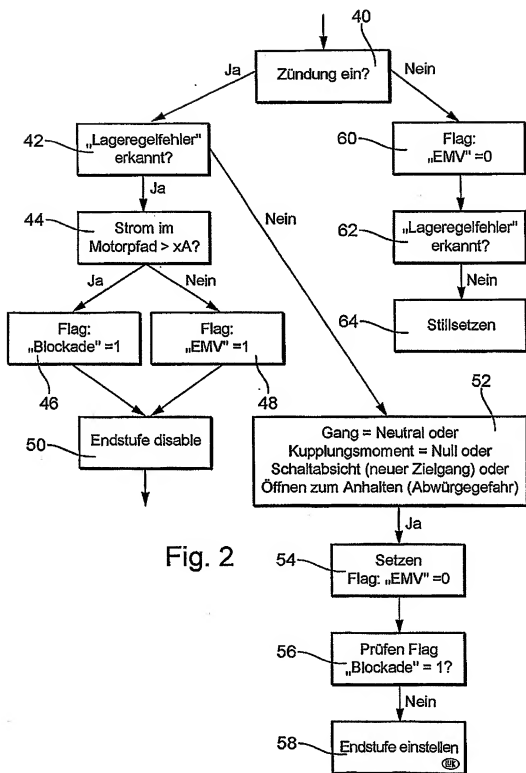 40
Zündung ein?
Ja
Nein
42
„Lageregelfehler"
erkannt?
60
Flag:
„EMV" =0
Ja
Nein
44
Strom im
Motorpfad > xA?
62
„Lageregelfehler"
erkannt?
Ja
Nein
Nein
Flag:
„Blockade" =1
Flag:
„EMV" =1
64
Stillsetzen
46
48
52
50
Endstufe disable
Gang = Neutral oder
Kupplungsmoment = Null oder
Schaltabsicht (neuer Zielgang) oder
Öffnen zum Anhalten (Abwürgegefahr)
Ja
Fig. 2
54
Setzen
Flag: „EMV" =0
56
Prüfen Flag
„Blockade" = 1?
Nein
58
Endstufe einstellen
LUK